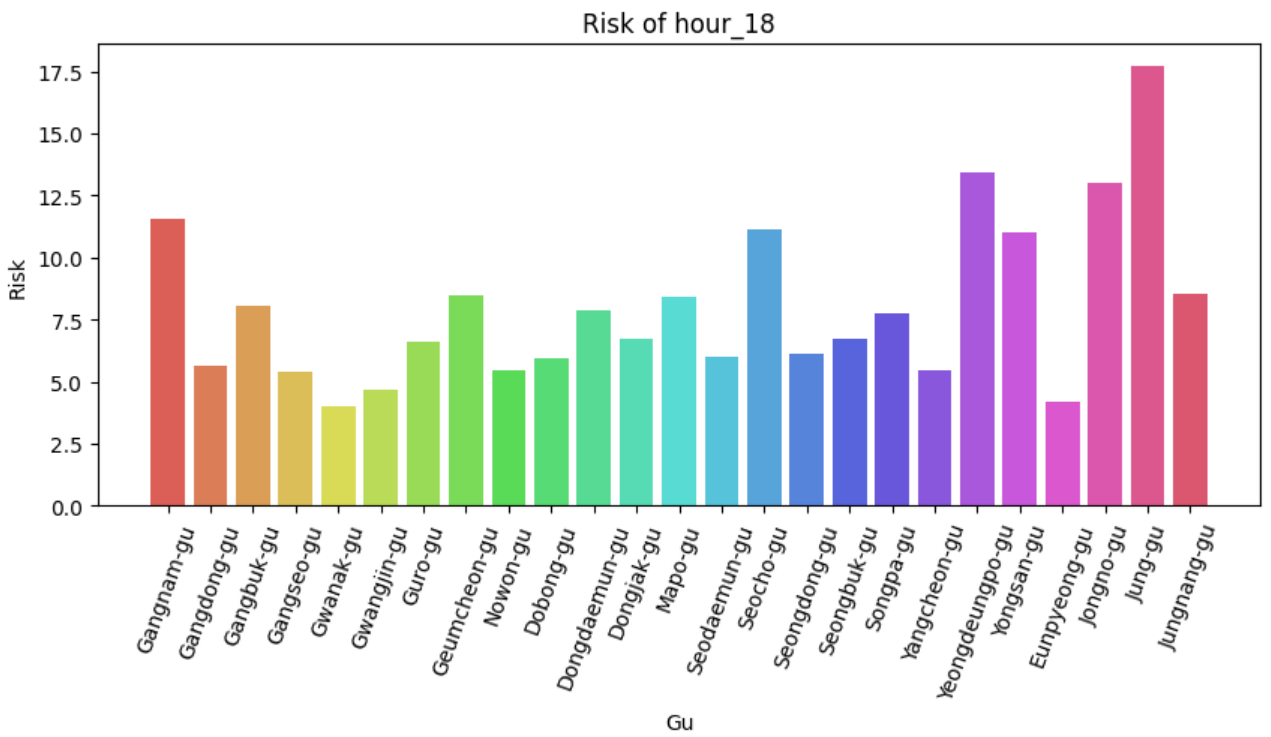 Risk of hour_18
Risk
17.5
15.0
12.5
10.0
7.5
5.0
2.5
0.0
Gangnam-gu
Gangdong-gu
Gangbuk-gu
Gangseo-gu
Gwanak-gu
Gwangjin-gu
Guro-gu
Geumcheon-gu
Nowon-gu
Dobong-gu
Dongdaemun-gu
Dongjak-gu
Mapo-gu
Seodaemun-gu
Seocho-gu
Seongdong-gu
Seongbuk-gu
Songpa-gu
Yangcheon-gu
Yeongdeungpo-gu
Yongsan-gu
Eunpyeong-gu
Jongno-gu
Jung-gu
Jungnang-gu
Gu